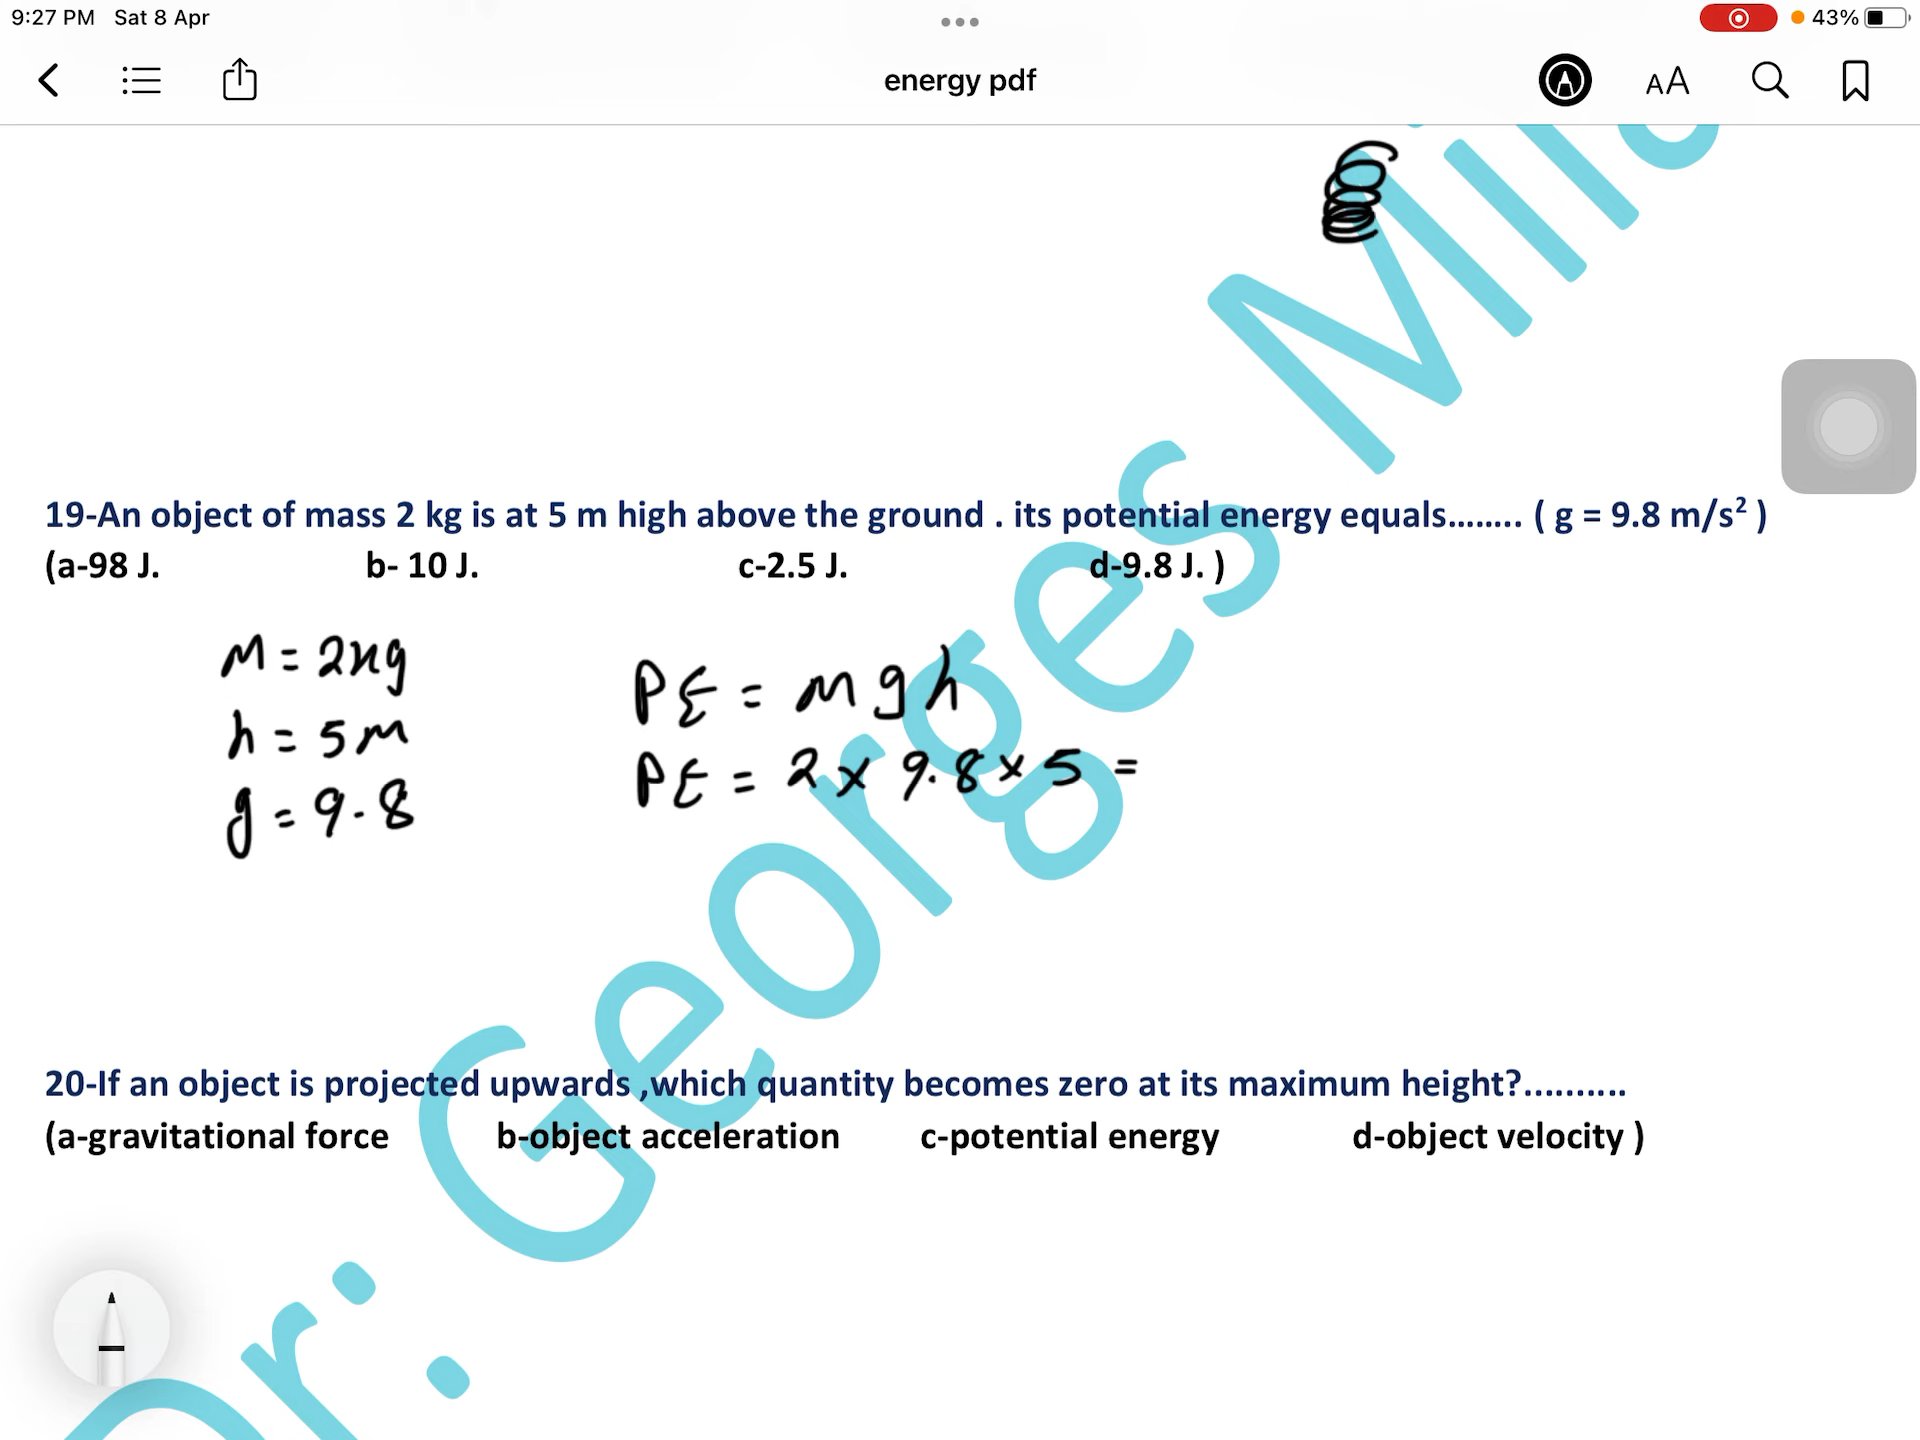 9:27 PM Sat 8 Apr
43%
energy pdf
AA
19-An object of mass 2 kg is at 5 m high above the ground . its potential energy equals........ ( g = 9.8 m/s² )
(a-98 J. b- 10 J. c-2.5 J. d-9.8 J. )
M = 2kg
h = 5m
g = 9.8
PE = mgh
PE = 2 x 9.8 x 5 =
20-If an object is projected upwards ,which quantity becomes zero at its maximum height?..........
(a-gravitational force b-object acceleration c-potential energy d-object velocity )
Dr: Georges